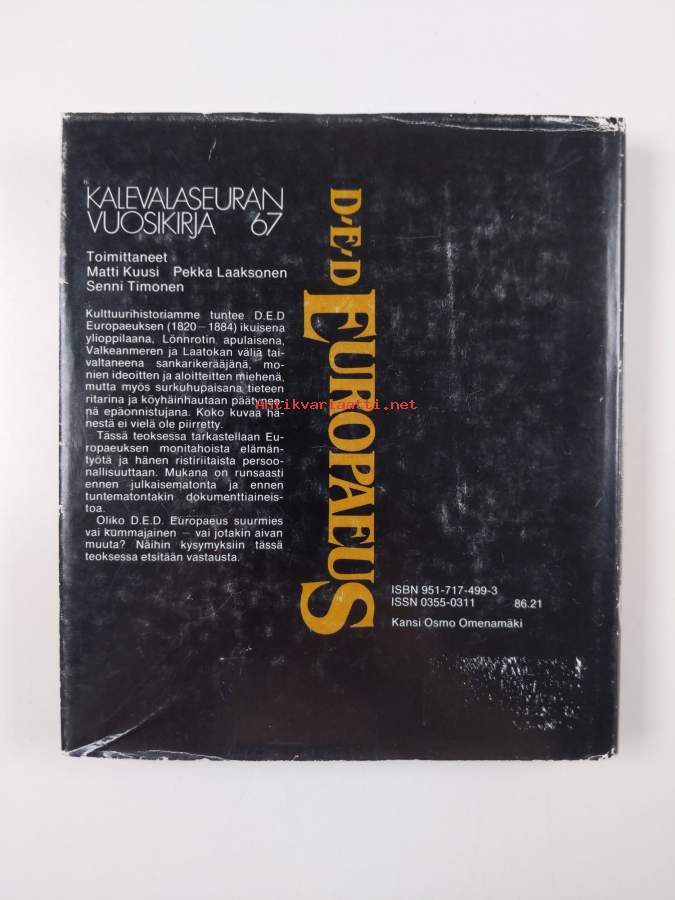 KALEVALASEURAN
VUOSIKIRJA 67
Toimittaneet
Matti Kuusi Pekka Laaksonen
Senni Timonen
Kulttuurihistoriamme tuntee D.E.D
Europaeuksen (1820 – 1884) ikuisena
ylioppilaana, Lönnrotin apulaisena,
Valkeanmeren ja Laatokan väliä tai-
valtaneena sankarikerääjänä, mo-
nien ideoitten ja aloitteitten miehenä,
mutta myös surkuhupaisana tieteen
ritarina ja köyhäinhautaan päätynee-
nä epäonnistujana. Koko kuvaa hä-
nestä ei vielä ole piirretty.
Tässä teoksessa tarkastellaan Eu-
ropaeuksen monitahoista elämän-
työtä ja hänen ristiriitaista persoo-
nallisuuttaan. Mukana on runsaasti
ennen julkaisematonta ja ennen
tuntematontakin dokumenttiaineis-
toa.
Oliko D.E.D. Europaeus suurmies
vai kummajainen – vai jotakin aivan
muuta? Näihin kysymyksiin tässä
teoksessa etsitään vastausta.
D·E·D EUROPAEUS
Antikvariaatti.net
ISBN 951-717-499-3
ISSN 0355-0311 86.21
Kansi Osmo Omenamäki